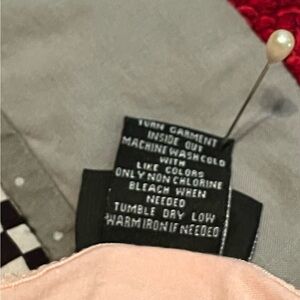 TURN GARMENT
INSIDE OUT
MACHINE WASH COLD
WITH
LIKE COLORS
ONLY NON CHLORINE
BLEACH WHEN
NEEDED
TUMBLE DRY LOW
WARM IRON IF NEEDED